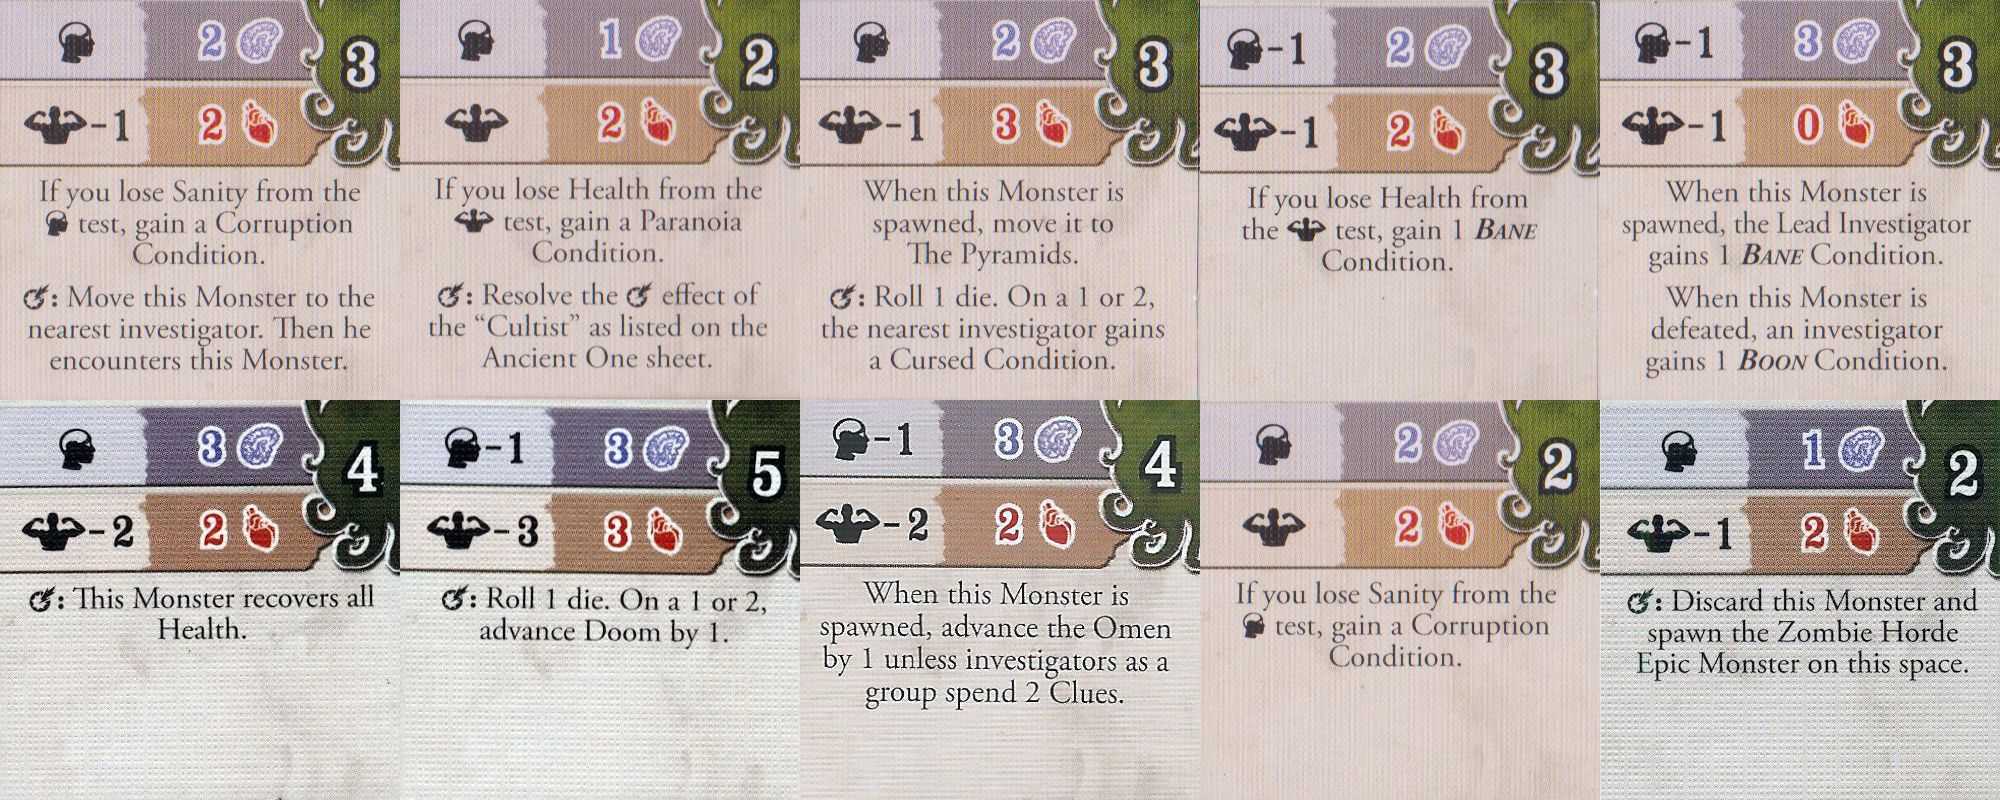 2
3
-1 2
If you lose Sanity from the
test, gain a Corruption
Condition.
: Move this Monster to the
nearest investigator. Then he
encounters this Monster.
1
2
2
If you lose Health from the
test, gain a Paranoia
Condition.
: Resolve the effect of
the “Cultist” as listed on the
Ancient One sheet.
2
3
-1 3
When this Monster is
spawned, move it to
The Pyramids.
: Roll 1 die. On a 1 or 2,
the nearest investigator gains
a Cursed Condition.
-1 2
3
-1 2
If you lose Health from
the test, gain 1 BANE
Condition.
-1 3
3
-1 0
When this Monster is
spawned, the Lead Investigator
gains 1 BANE Condition.
When this Monster is
defeated, an investigator
gains 1 BOON Condition.
3
4
-2 2
: This Monster recovers all
Health.
-1 3
5
-3 3
: Roll 1 die. On a 1 or 2,
advance Doom by 1.
-1 3
4
-2 2
When this Monster is
spawned, advance the Omen
by 1 unless investigators as a
group spend 2 Clues.
2
2
2
If you lose Sanity from the
test, gain a Corruption
Condition.
1
2
-1 2
: Discard this Monster and
spawn the Zombie Horde
Epic Monster on this space.